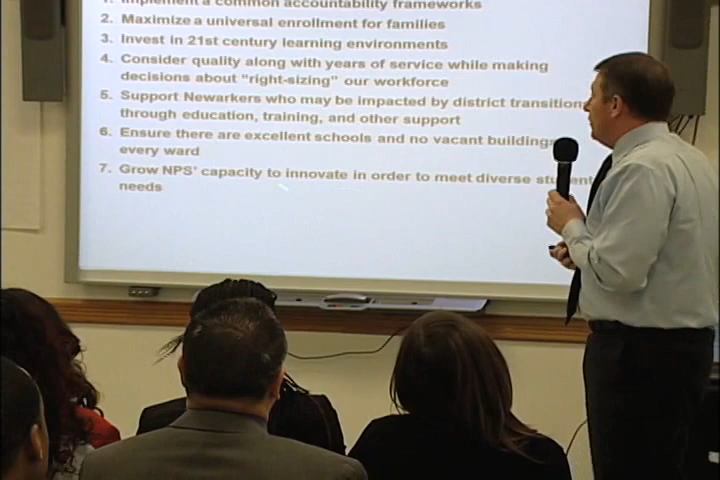 1. Implement a common accountability frameworks
2. Maximize a universal enrollment for families
3. Invest in 21st century learning environments
4. Consider quality along with years of service while making
decisions about "right-sizing" our workforce
5. Support Newarkers who may be impacted by district transition
through education, training, and other support
6. Ensure there are excellent schools and no vacant buildings
every ward
7. Grow NPS' capacity to innovate in order to meet diverse student
needs